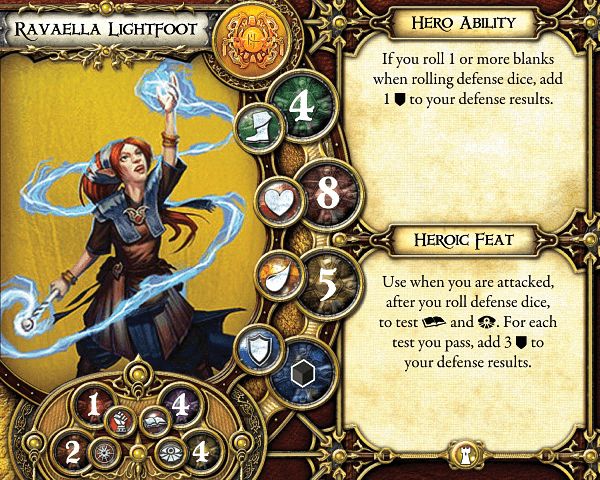 Ravaella Lightfoot
4
8
5
1
4
2
4
Hero Ability
If you roll 1 or more blanks
when rolling defense dice, add
1 to your defense results.
Heroic Feat
Use when you are attacked,
after you roll defense dice,
to test and . For each
test you pass, add 3 to
your defense results.